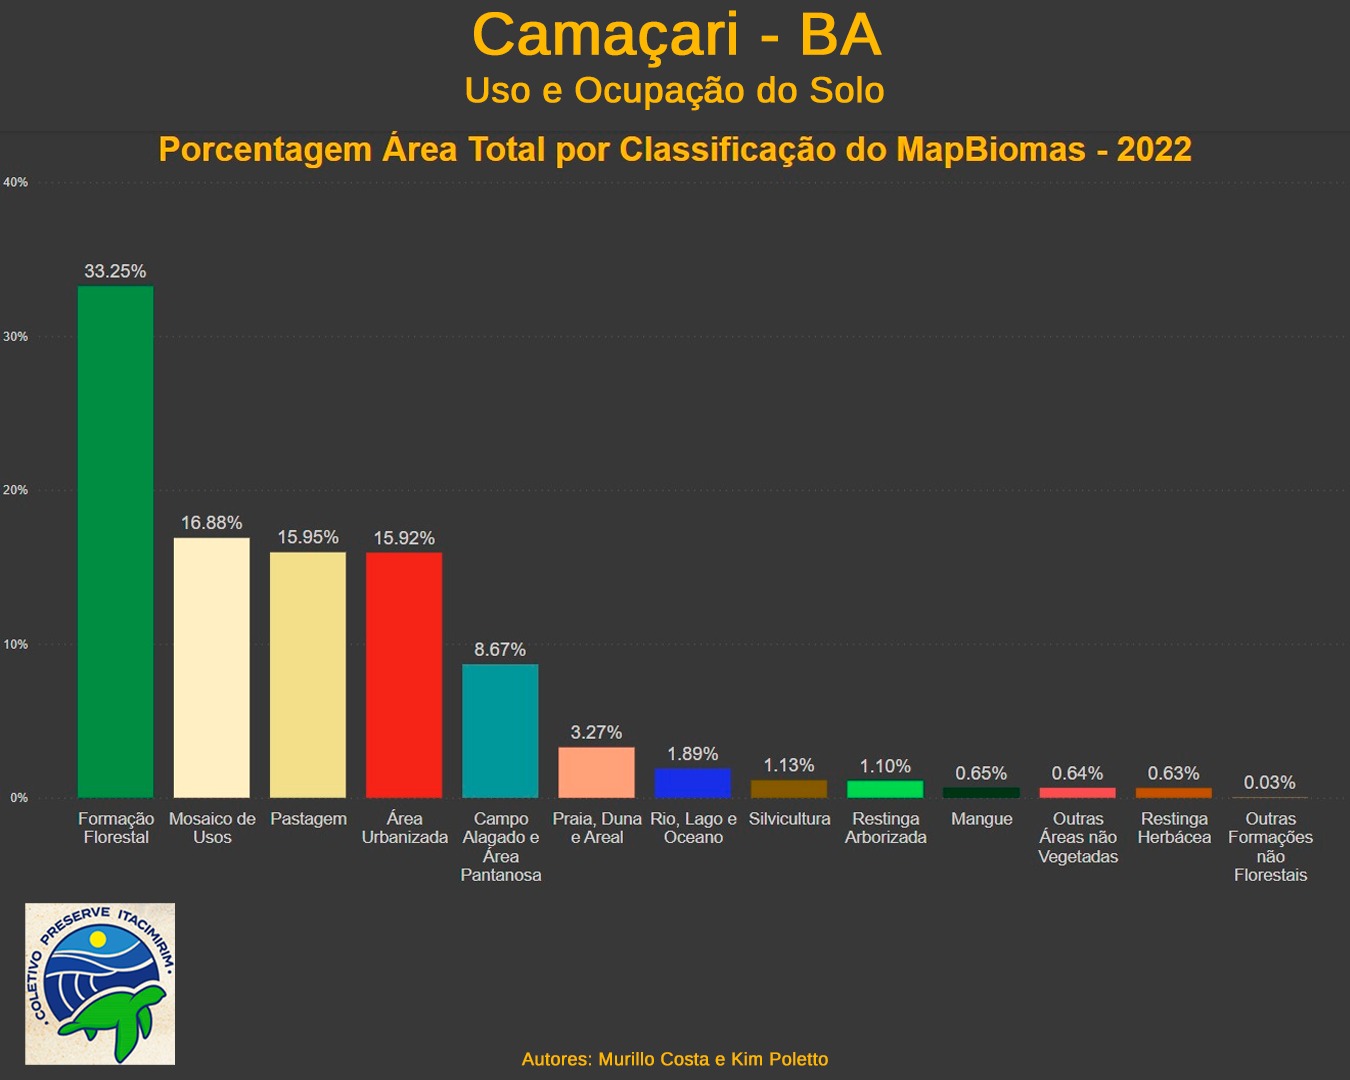 Camaçari - BA
Uso e Ocupação do Solo
Porcentagem Área Total por Classificação do MapBiomas - 2022
40%
30%
20%
10%
0%
33.25%
16.88%
15.95%
15.92%
8.67%
3.27%
1.89%
1.13%
1.10%
0.65%
0.64%
0.63%
0.03%
Formação
Florestal
Mosaico de
Usos
Pastagem
Área
Urbanizada
Campo
Alagado e
Área
Pantanosa
Praia, Duna
e Areal
Rio, Lago e
Oceano
Silvicultura
Restinga
Arborizada
Mangue
Outras
Áreas não
Vegetadas
Restinga
Herbácea
Outras
Formações
não
Florestais
• COLETIVO PRESERVE ITACIMIRIM •
Autores: Murillo Costa e Kim Poletto